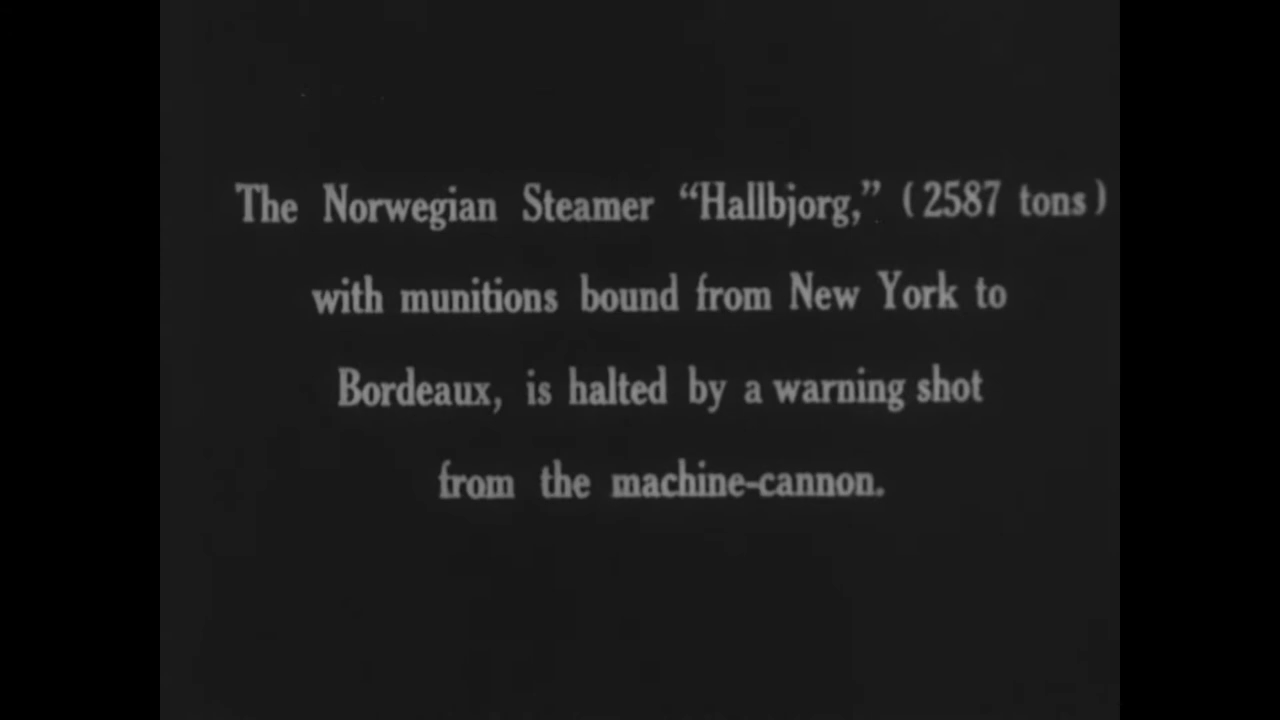 The Norwegian Steamer “Hallbjorg,” (2587 tons)
with munitions bound from New York to
Bordeaux, is halted by a warning shot
from the machine-cannon.